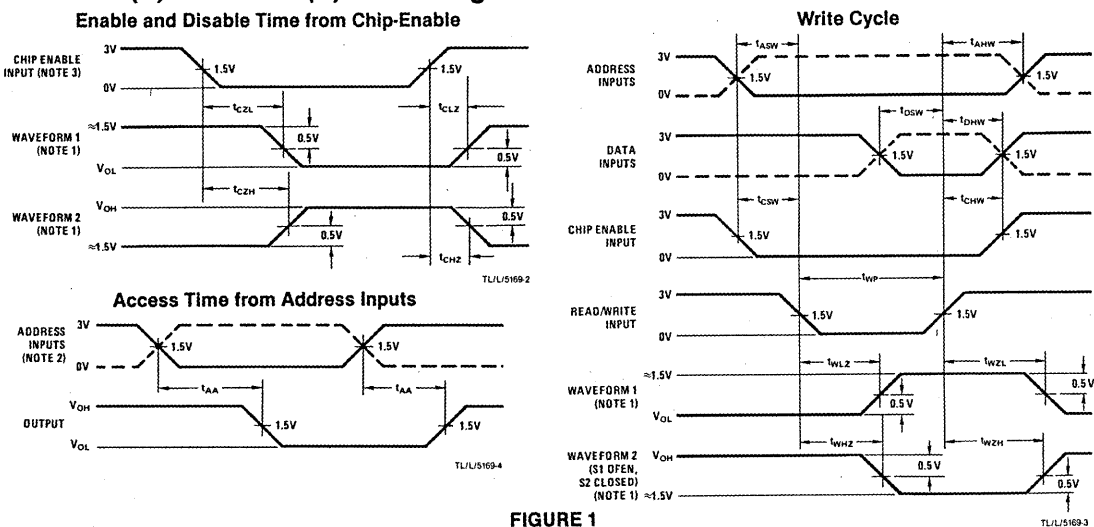 Enable and Disable Time from Chip-Enable
CHIP ENABLE
INPUT (NOTE 3)
3V
0V
1.5V
1.5V
tCZL
tCLZ
WAVEFORM 1
(NOTE 1)
≈1.5V
VOL
0.5V
0.5V
tCZH
WAVEFORM 2
(NOTE 1)
VOH
≈1.5V
0.5V
0.5V
tCHZ
TL/L/5169-2
Access Time from Address Inputs
ADDRESS
INPUTS
(NOTE 2)
3V
0V
1.5V
1.5V
tAA
tAA
OUTPUT
VOH
VOL
1.5V
1.5V
TL/L/5169-4
Write Cycle
tASW
tAHW
ADDRESS
INPUTS
3V
0V
1.5V
1.5V
tDSW
tDHW
DATA
INPUTS
3V
0V
1.5V
1.5V
tCSW
tCHW
CHIP ENABLE
INPUT
3V
0V
1.5V
1.5V
tWP
READ/WRITE
INPUT
3V
0V
1.5V
1.5V
tWLZ
tWZL
WAVEFORM 1
(NOTE 1)
≈1.5V
VOL
0.5V
0.5V
tWHZ
tWZH
WAVEFORM 2
(S1 OPEN,
S2 CLOSED)
(NOTE 1)
VOH
≈1.5V
0.5V
0.5V
TL/L/5169-3
FIGURE 1